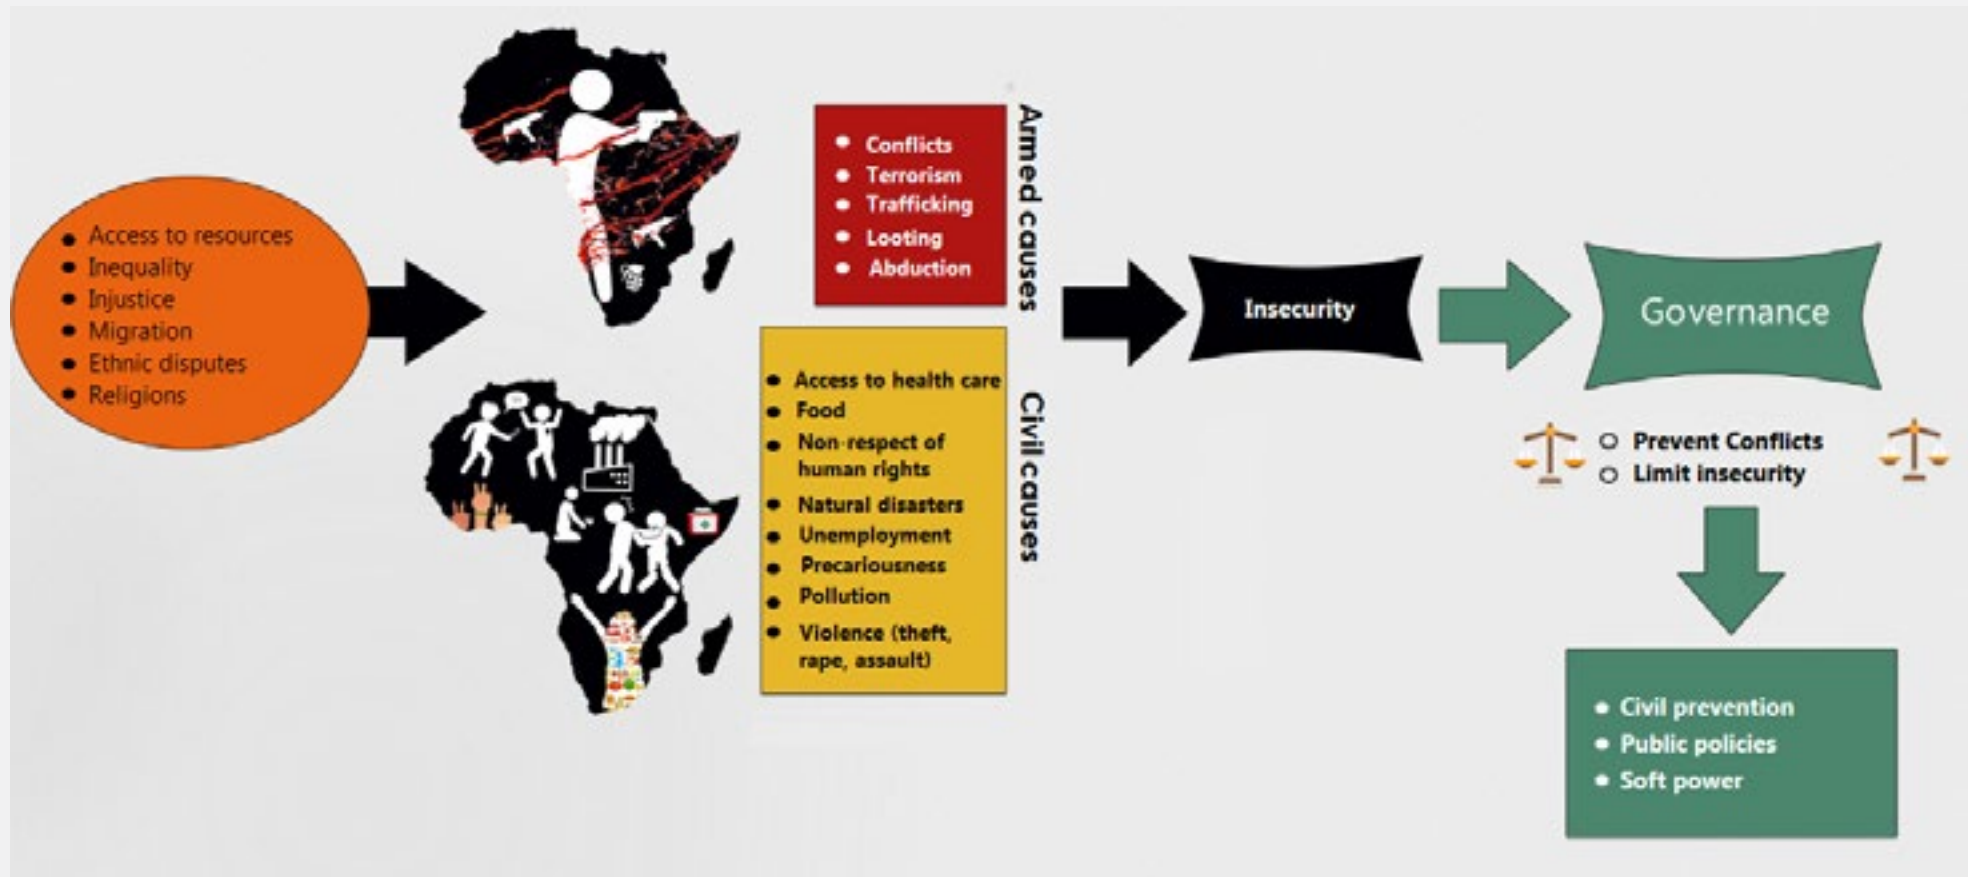 Access to resources
Inequality
Injustice
Migration
Ethnic disputes
Religions
Conflicts
Terrorism
Trafficking
Looting
Abduction
Armed causes
Access to health care
Food
Non-respect of
human rights
Natural disasters
Unemployment
Precariousness
Pollution
Violence (theft,
rape, assault)
Civil causes
Insecurity
Governance
Prevent Conflicts
Limit insecurity
Civil prevention
Public policies
Soft power